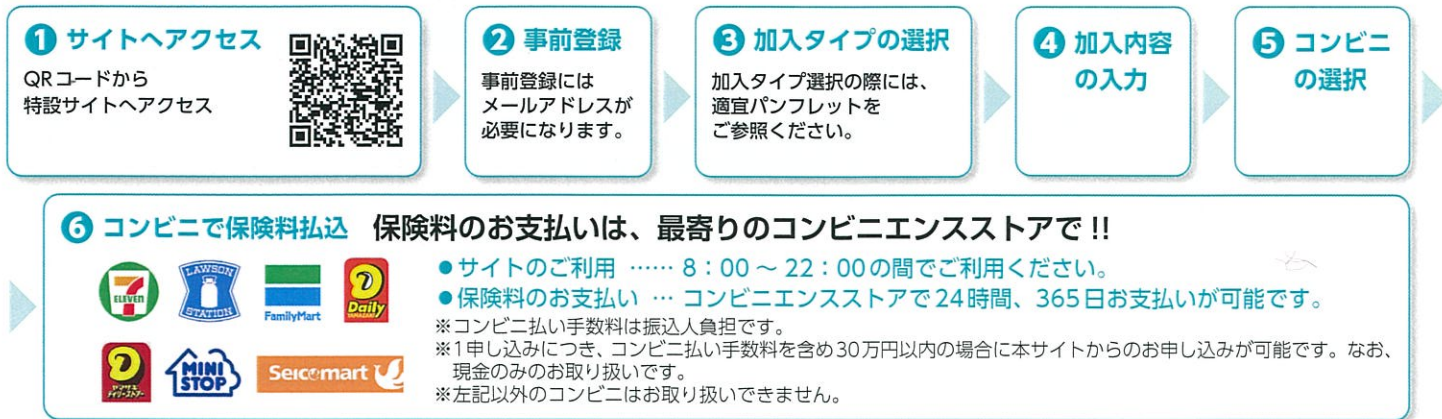 ❶ サイトへアクセス
QRコードから
特設サイトへアクセス
❷ 事前登録
事前登録には
メールアドレスが
必要になります。
❸ 加入タイプの選択
加入タイプ選択の際には、
適宜パンフレットを
ご参照ください。
❹ 加入内容
の入力
❺ コンビニ
の選択
❻ コンビニで保険料払込 保険料のお支払いは、最寄りのコンビニエンスストアで!!
7
ELEVEN
LAWSON
STATION
FamilyMart
D
Daily
YAMAZAKI
D
ヤマザキ
デイリーストアー
MINI
STOP
Seicomart
●サイトのご利用 …… 8:00~22:00の間でご利用ください。
●保険料のお支払い … コンビニエンスストアで24時間、365日お支払いが可能です。
※コンビニ払い手数料は振込人負担です。
※1申し込みにつき、コンビニ払い手数料を含め30万円以内の場合に本サイトからのお申し込みが可能です。なお、
現金のみのお取り扱いです。
※左記以外のコンビニはお取り扱いできません。